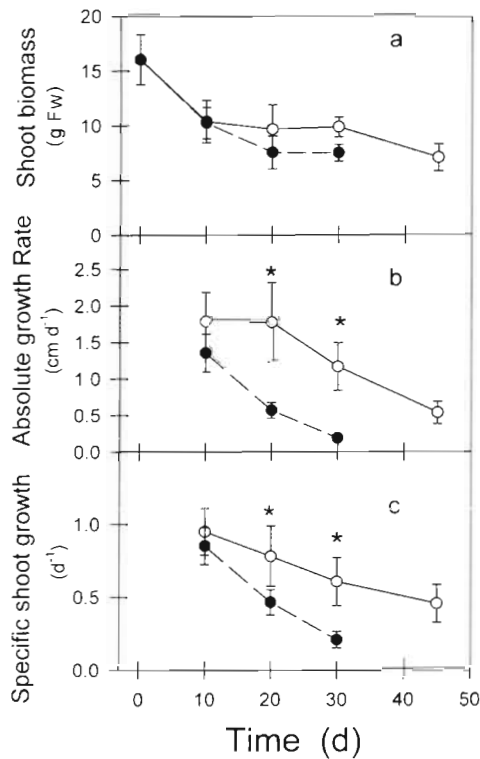 20
15
10
5
0
Shoot biomass
(g Fw)
a
2.5
2.0
1.5
1.0
0.5
0.0
Absolute growth Rate
(cm d⁻¹)
b
*
*
1.0
0.5
0.0
Specific shoot growth
(d⁻¹)
c
*
*
0 10 20 30 40 50
Time (d)